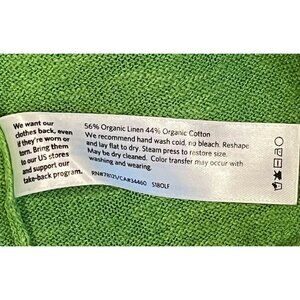 We want our
clothes back, even
if they're worn or
torn. Bring them
to our US stores
and support our
take-back program.
56% Organic Linen 44% Organic Cotton
We recommend hand wash cold, no bleach. Reshape
and lay flat to dry. Steam press to restore size.
May be dry cleaned. Color transfer may occur with
washing and wearing.
RN#71021/CA#34460 S18OLF